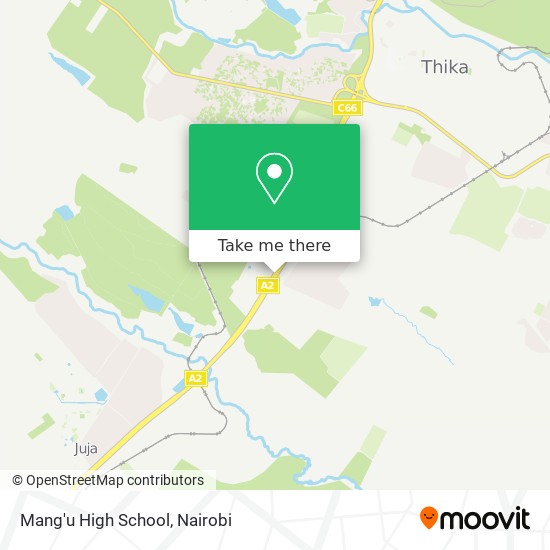 Thika
C66
Take me there
A2
A2
Juja
© OpenStreetMap contributors
Mang'u High School, Nairobi
moovit